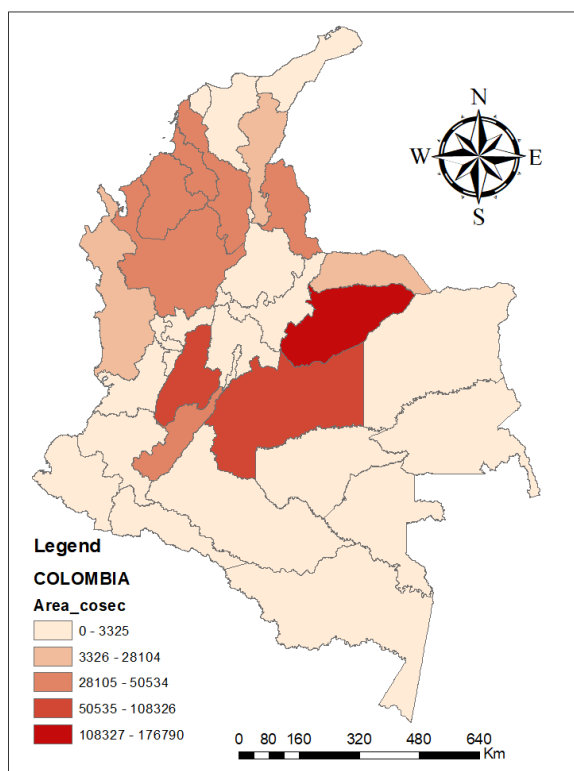 N
W E
S
Legend
COLOMBIA
Area_cosec
0 - 3325
3326 - 28104
28105 - 50534
50535 - 108326
108327 - 176790
0 80 160 320 480 640
Km